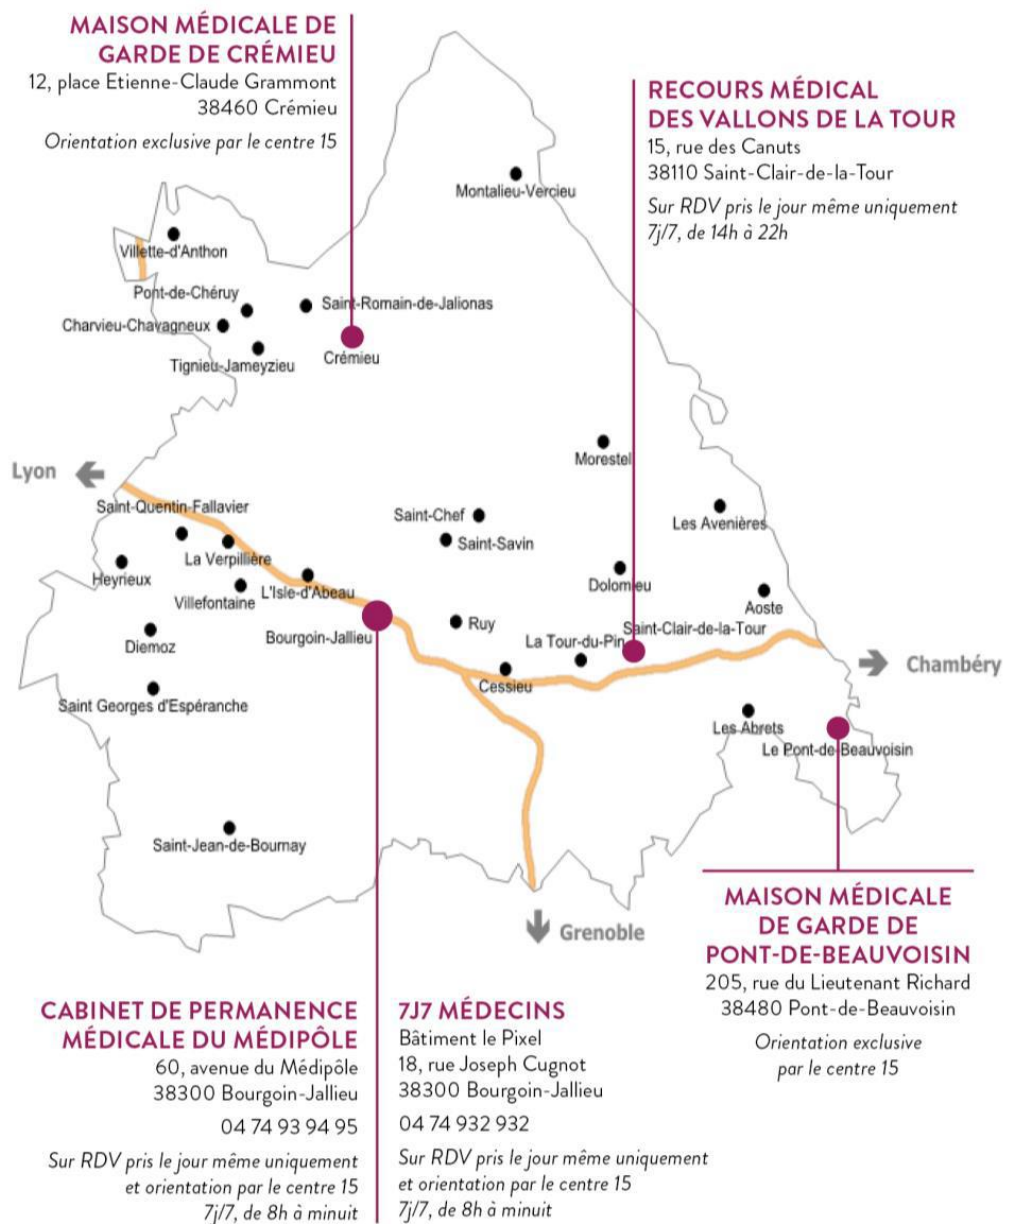 MAISON MÉDICALE DE
GARDE DE CRÉMIEU
12, place Etienne-Claude Grammont
38460 Crémieu
Orientation exclusive par le centre 15
RECOURS MÉDICAL
DES VALLONS DE LA TOUR
15, rue des Canuts
38110 Saint-Clair-de-la-Tour
Sur RDV pris le jour même uniquement
7j/7, de 14h à 22h
Montalieu-Vercieu
Villette-d'Anthon
Pont-de-Chéruy
Saint-Romain-de-Jalionas
Charvieu-Chavagneux
Crémieu
Tignieu-Jameyzieu
Morestel
Lyon
Saint-Quentin-Fallavier
Saint-Chef
Les Avenières
Saint-Savin
La Verpillière
Heyrieux
Dolomieu
L'Isle-d'Abeau
Villefontaine
Aoste
Ruy
Saint-Clair-de-la-Tour
Bourgoin-Jallieu
La Tour-du-Pin
Diemoz
Chambéry
Cessieu
Saint Georges d'Espéranche
Les Abrets
Le Pont-de-Beauvoisin
Saint-Jean-de-Bournay
Grenoble
MAISON MÉDICALE
DE GARDE DE
PONT-DE-BEAUVOISIN
205, rue du Lieutenant Richard
38480 Pont-de-Beauvoisin
Orientation exclusive
par le centre 15
CABINET DE PERMANENCE
MÉDICALE DU MÉDIPÔLE
60, avenue du Médipôle
38300 Bourgoin-Jallieu
04 74 93 94 95
Sur RDV pris le jour même uniquement
et orientation par le centre 15
7j/7, de 8h à minuit
7J7 MÉDECINS
Bâtiment le Pixel
18, rue Joseph Cugnot
38300 Bourgoin-Jallieu
04 74 932 932
Sur RDV pris le jour même uniquement
et orientation par le centre 15
7j/7, de 8h à minuit